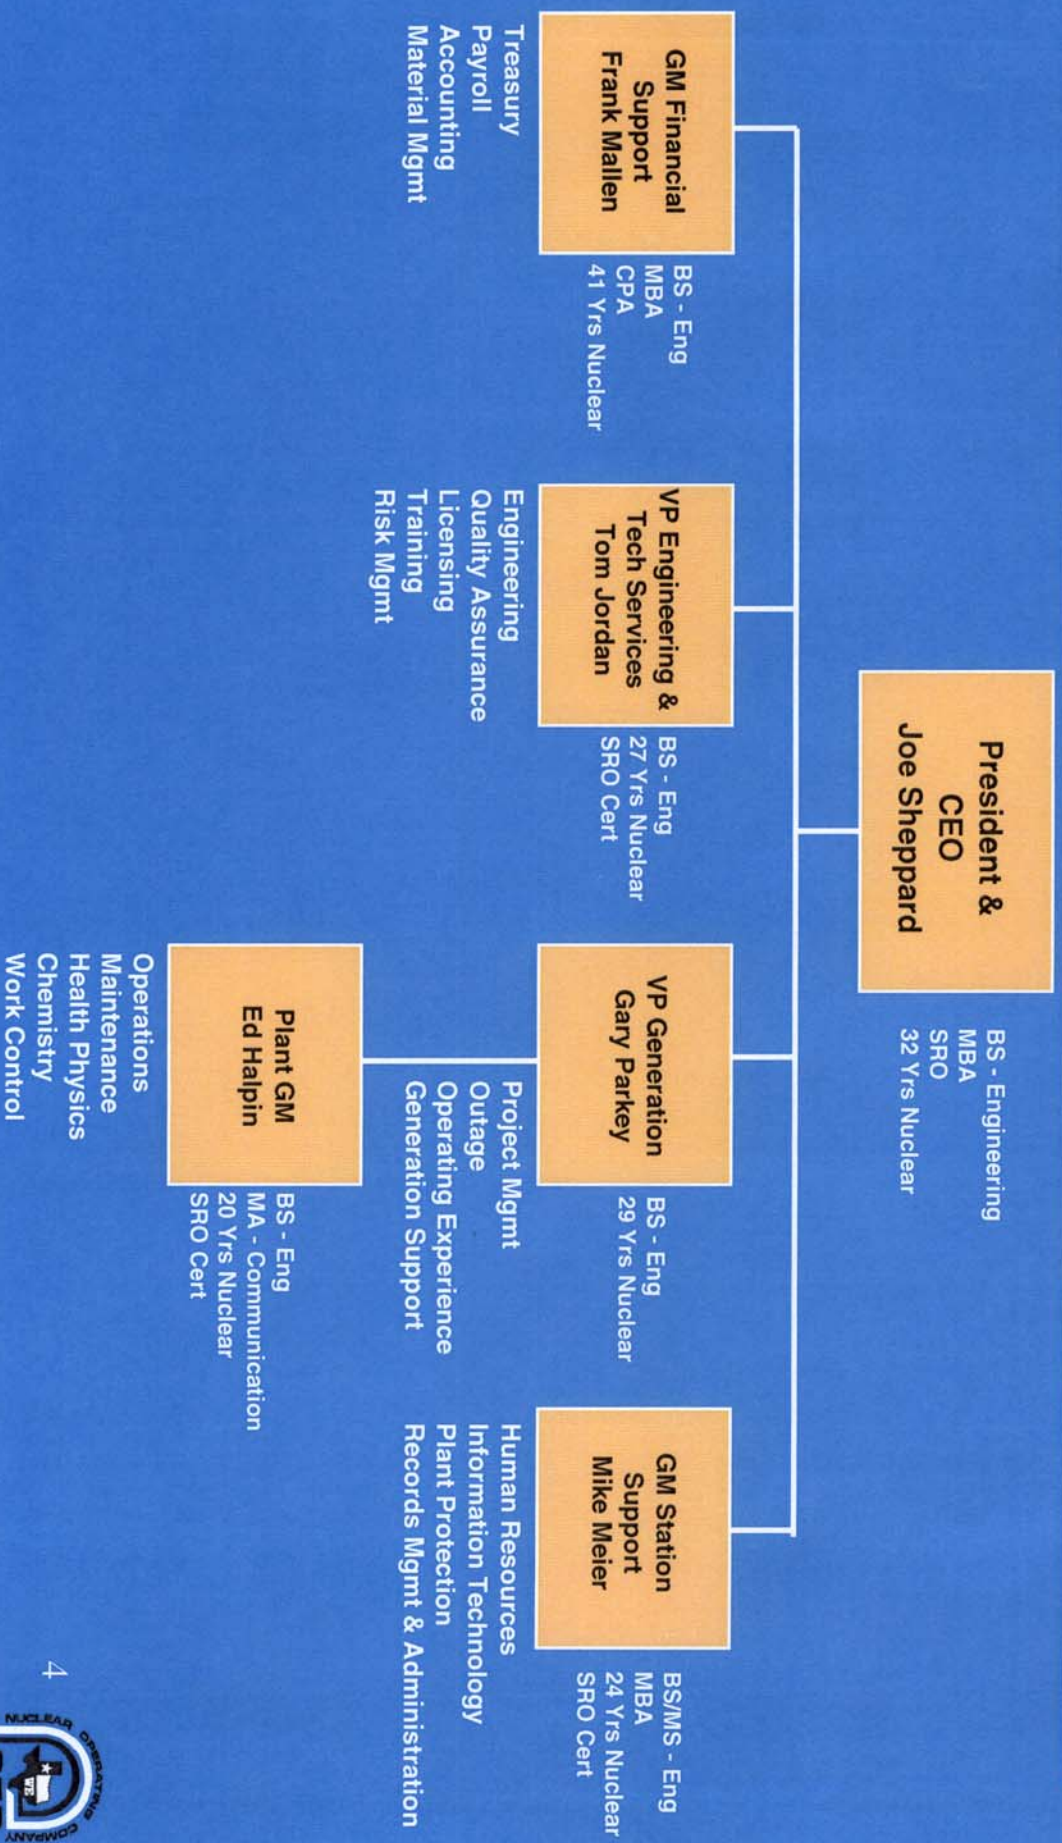 President &
CEO
Joe Sheppard
BS - Engineering
MBA
SRO
32 Yrs Nuclear
GM Financial
Support
Frank Mallen
BS - Eng
MBA
CPA
41 Yrs Nuclear
Treasury
Payroll
Accounting
Material Mgmt
VP Engineering &
Tech Services
Tom Jordan
BS - Eng
27 Yrs Nuclear
SRO Cert
Engineering
Quality Assurance
Licensing
Training
Risk Mgmt
VP Generation
Gary Parkey
BS - Eng
29 Yrs Nuclear
Project Mgmt
Outage
Operating Experience
Generation Support
GM Station
Support
Mike Meier
BS/MS - Eng
MBA
24 Yrs Nuclear
SRO Cert
Human Resources
Information Technology
Plant Protection
Records Mgmt & Administration
Plant GM
Ed Halpin
BS - Eng
MA - Communication
20 Yrs Nuclear
SRO Cert
Operations
Maintenance
Health Physics
Chemistry
Work Control
4
NUCLEAR OPERATING COMPANY
WE